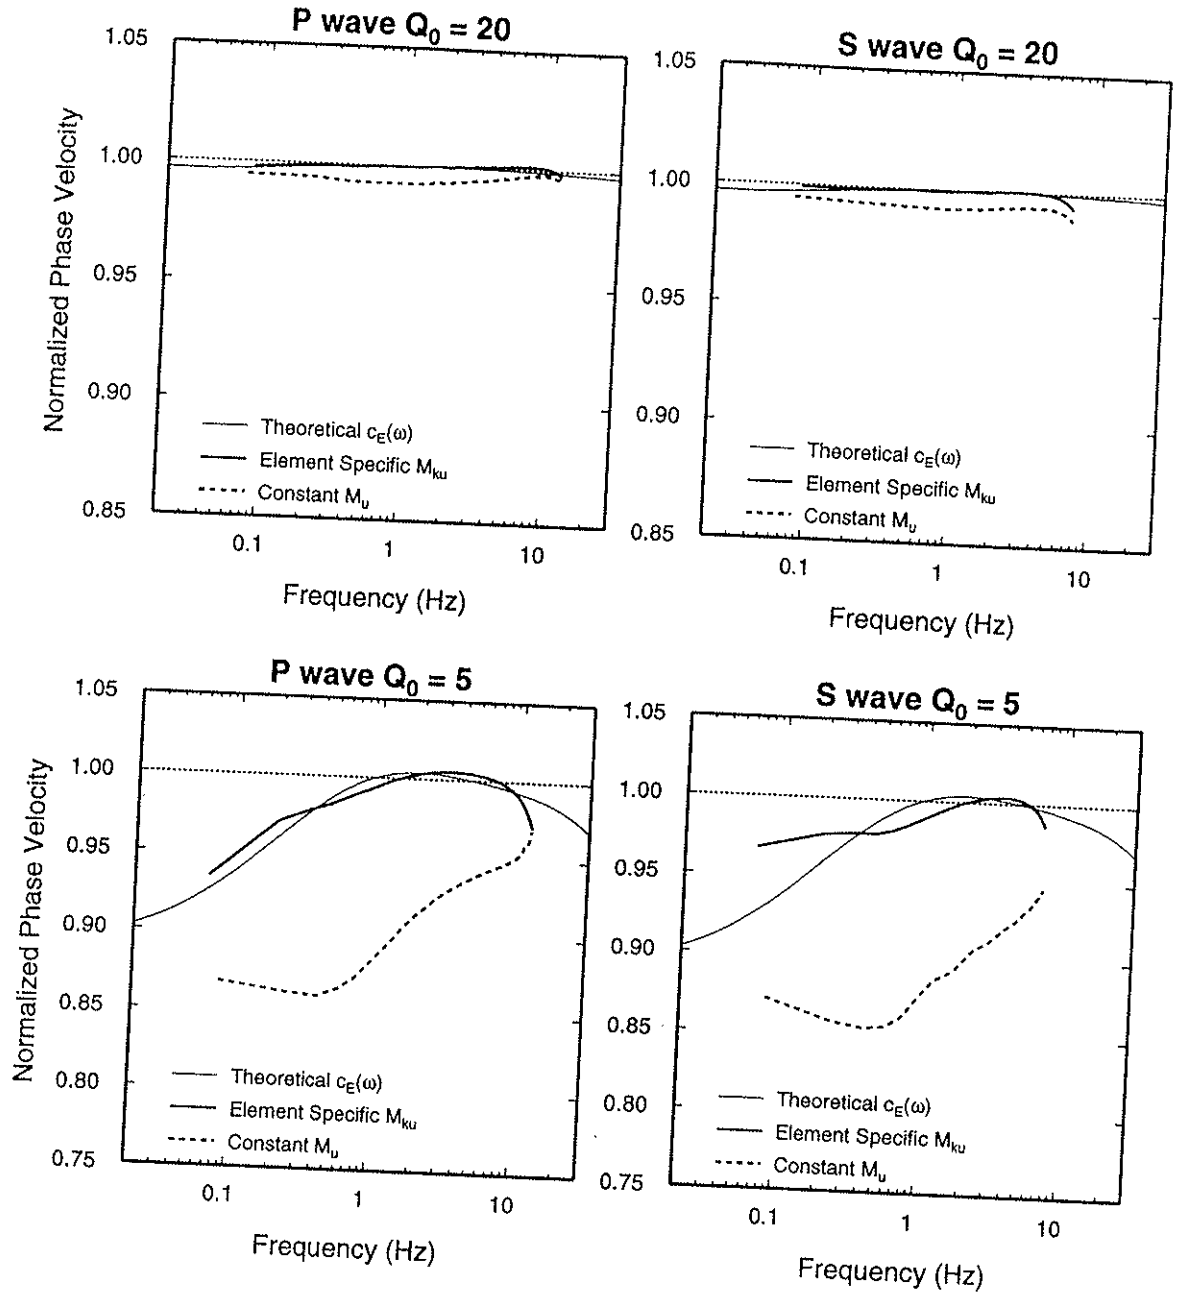 P wave Q0 = 20
1.05
1.00
0.95
0.90
0.85
Normalized Phase Velocity
Theoretical cE(ω)
Element Specific Mku
Constant Mu
0.1 1 10
Frequency (Hz)
S wave Q0 = 20
1.05
1.00
0.95
0.90
0.85
Theoretical cE(ω)
Element Specific Mku
Constant Mu
0.1 1 10
Frequency (Hz)
P wave Q0 = 5
1.05
1.00
0.95
0.90
0.85
0.80
0.75
Normalized Phase Velocity
Theoretical cE(ω)
Element Specific Mku
Constant Mu
0.1 1 10
Frequency (Hz)
S wave Q0 = 5
1.05
1.00
0.95
0.90
0.85
0.80
0.75
Theoretical cE(ω)
Element Specific Mku
Constant Mu
0.1 1 10
Frequency (Hz)